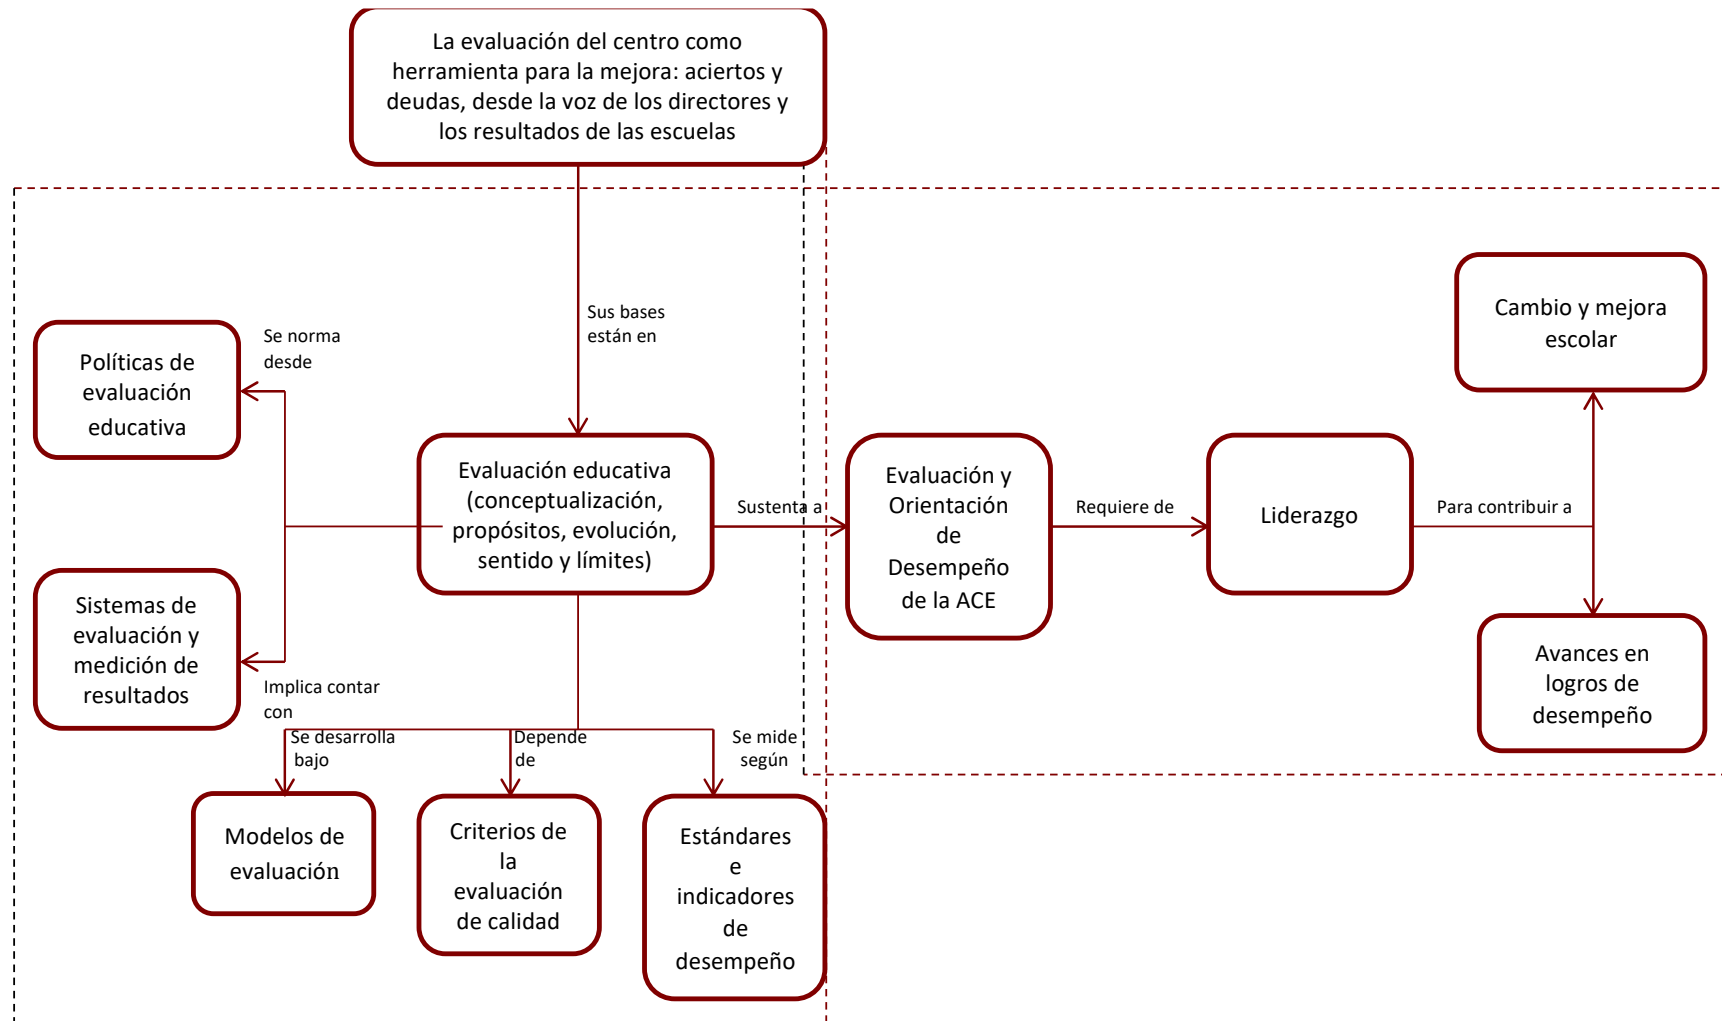 La evaluación del centro como
herramienta para la mejora: aciertos y
deudas, desde la voz de los directores y
los resultados de las escuelas
Sus bases
están en
Se norma
desde
Políticas de
evaluación
educativa
Evaluación educativa
(conceptualización,
propósitos, evolución,
sentido y límites)
Sustenta a
Evaluación y
Orientación
de
Desempeño
de la ACE
Requiere de
Liderazgo
Para contribuir a
Cambio y mejora
escolar
Avances en
logros de
desempeño
Sistemas de
evaluación y
medición de
resultados
Implica contar
con
Se desarrolla
bajo
Depende
de
Se mide
según
Modelos de
evaluación
Criterios de
la
evaluación
de calidad
Estándares
e
indicadores
de
desempeño